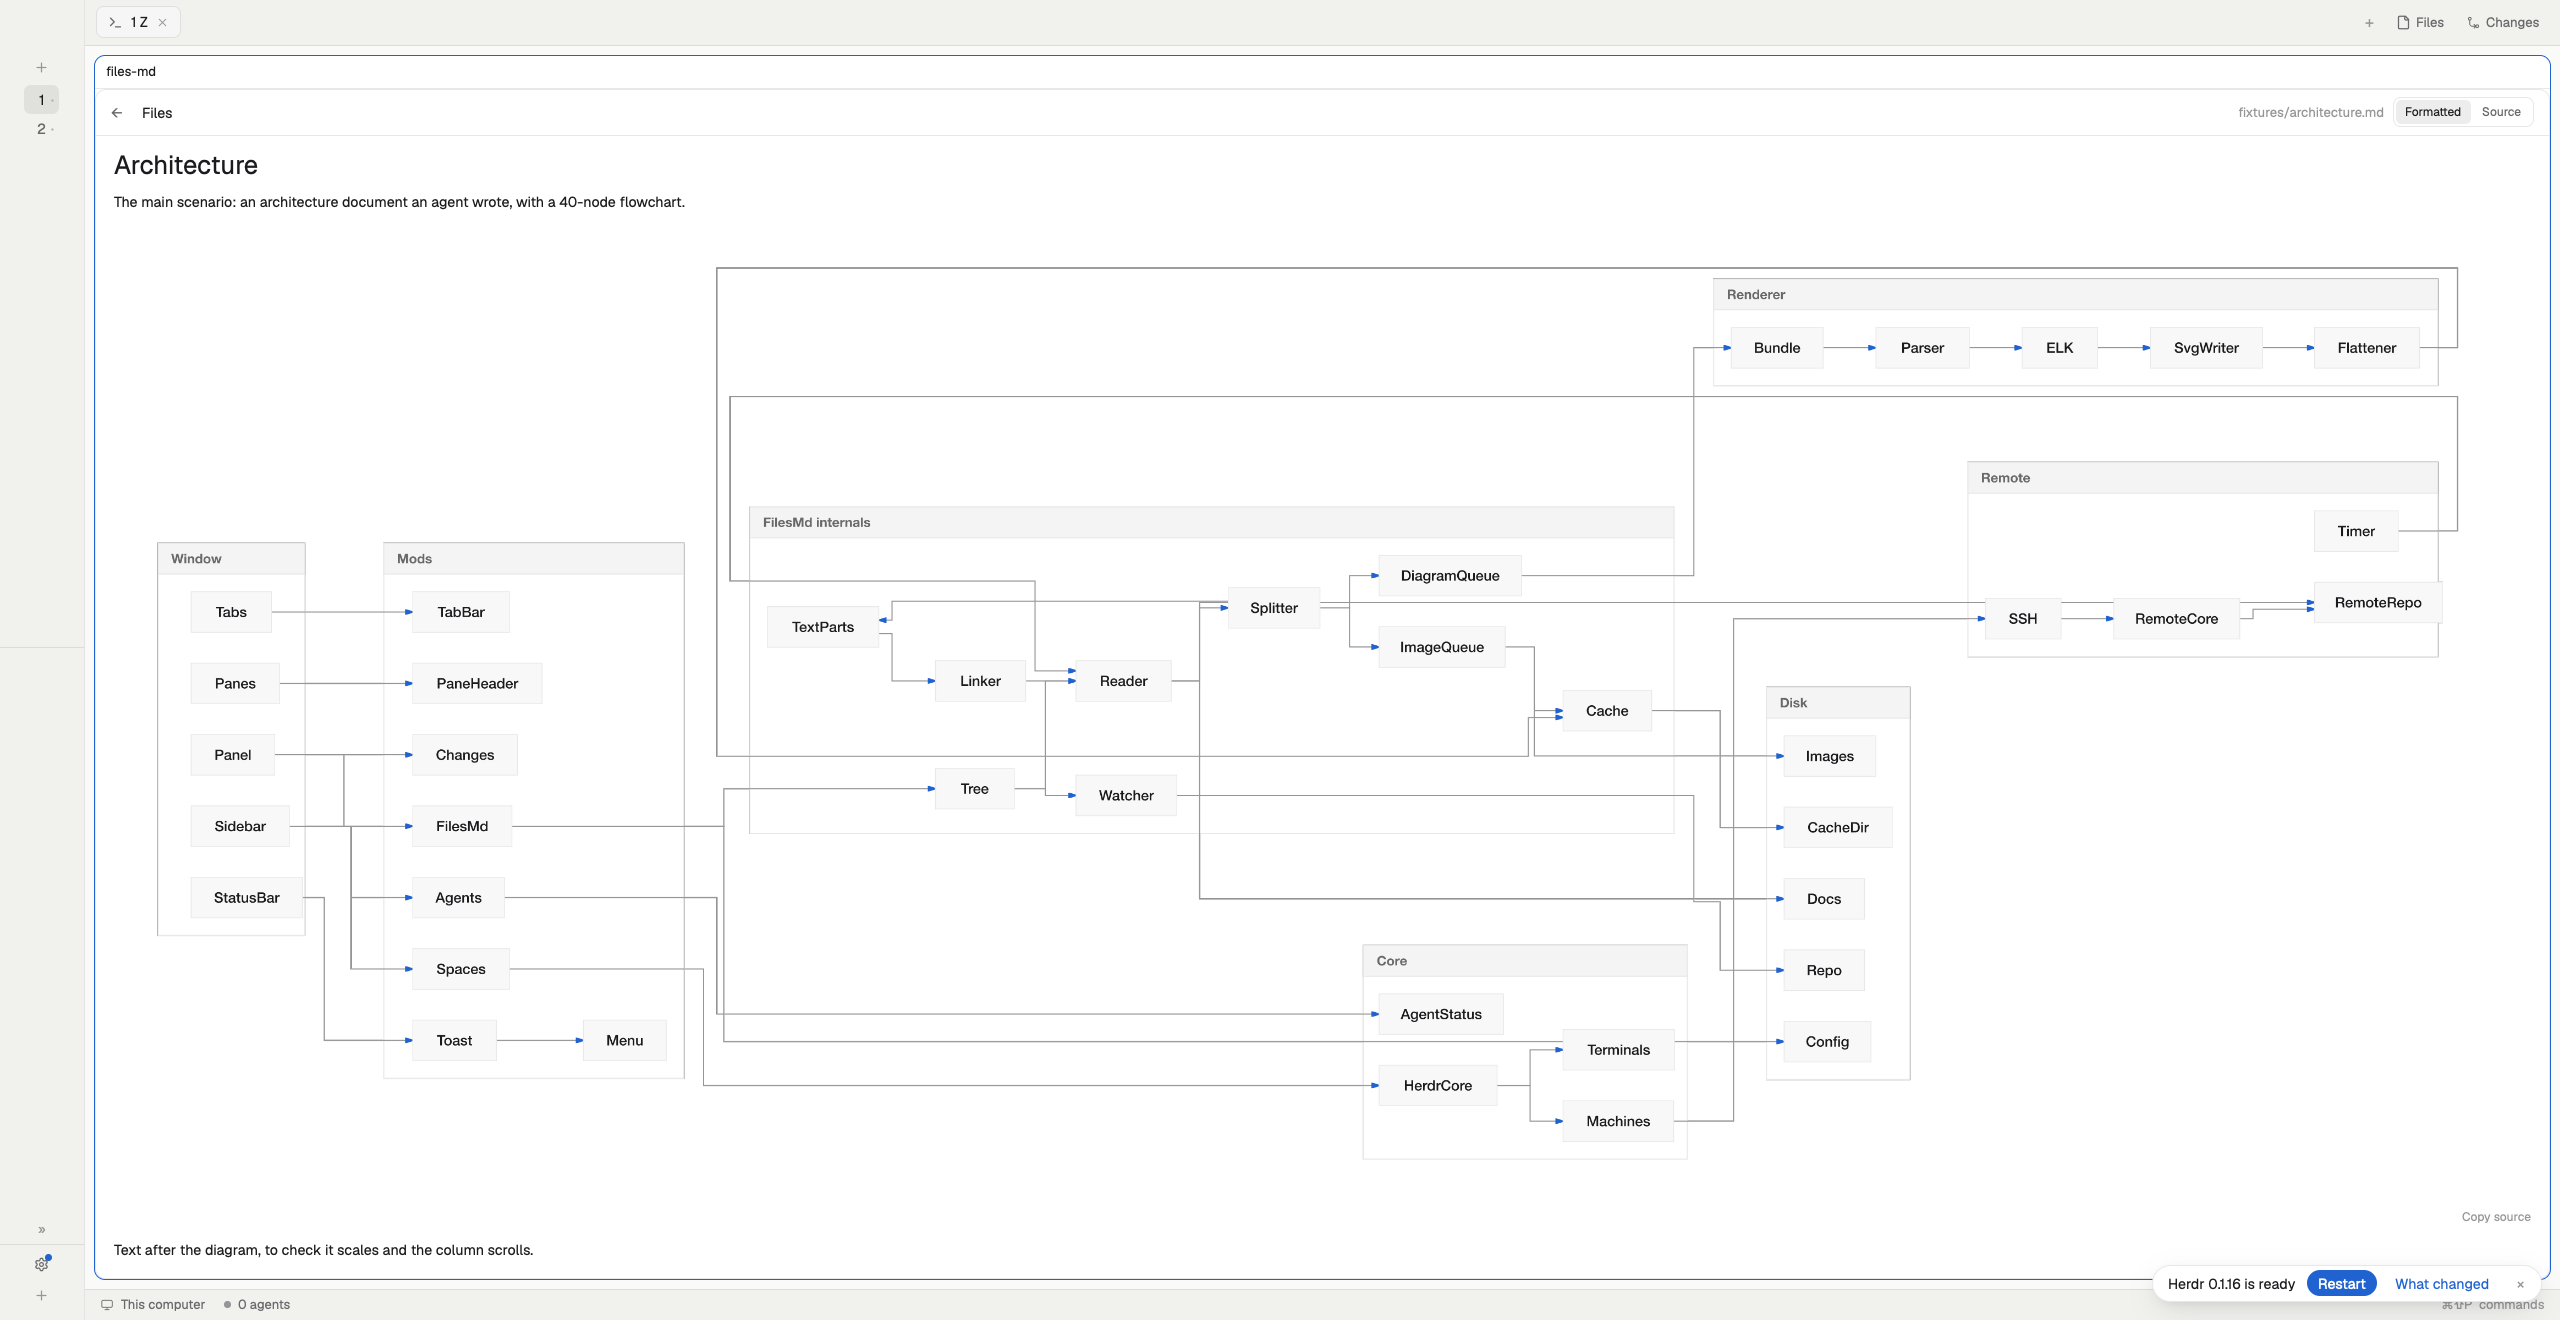 1 Z
Files
Changes
files-md
1
2
Files
fixtures/architecture.md
Formatted
Source
Architecture
The main scenario: an architecture document an agent wrote, with a 40-node flowchart.
Renderer
Bundle
Parser
ELK
SvgWriter
Flattener
Remote
Timer
SSH
RemoteCore
RemoteRepo
FilesMd internals
DiagramQueue
Splitter
TextParts
ImageQueue
Linker
Reader
Cache
Tree
Watcher
Window
Tabs
Panes
Panel
Sidebar
StatusBar
Mods
TabBar
PaneHeader
Changes
FilesMd
Agents
Spaces
Toast
Menu
Disk
Images
CacheDir
Docs
Repo
Config
Core
AgentStatus
Terminals
HerdrCore
Machines
Copy source
Text after the diagram, to check it scales and the column scrolls.
Herdr 0.1.16 is ready
Restart
What changed
This computer
0 agents
⌘⇧P commands